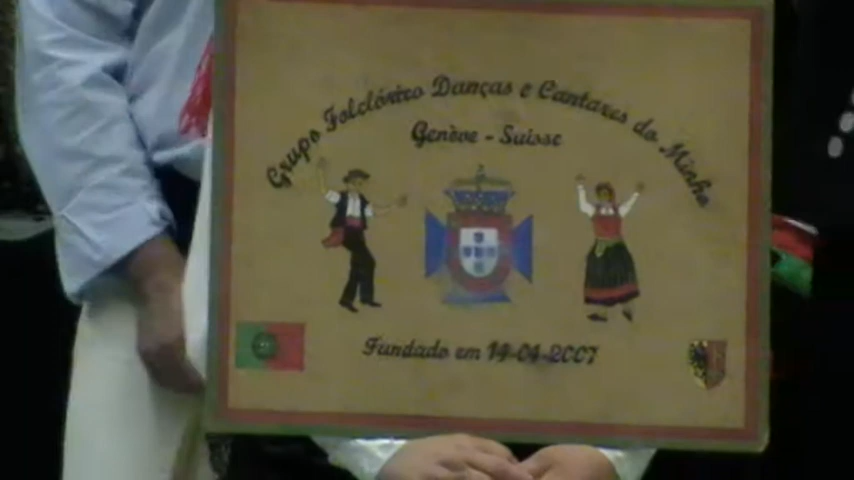 Grupo Folclórico Danças e Cantares do Minho
Genève - Suisse
Fundado em 14-04-2007